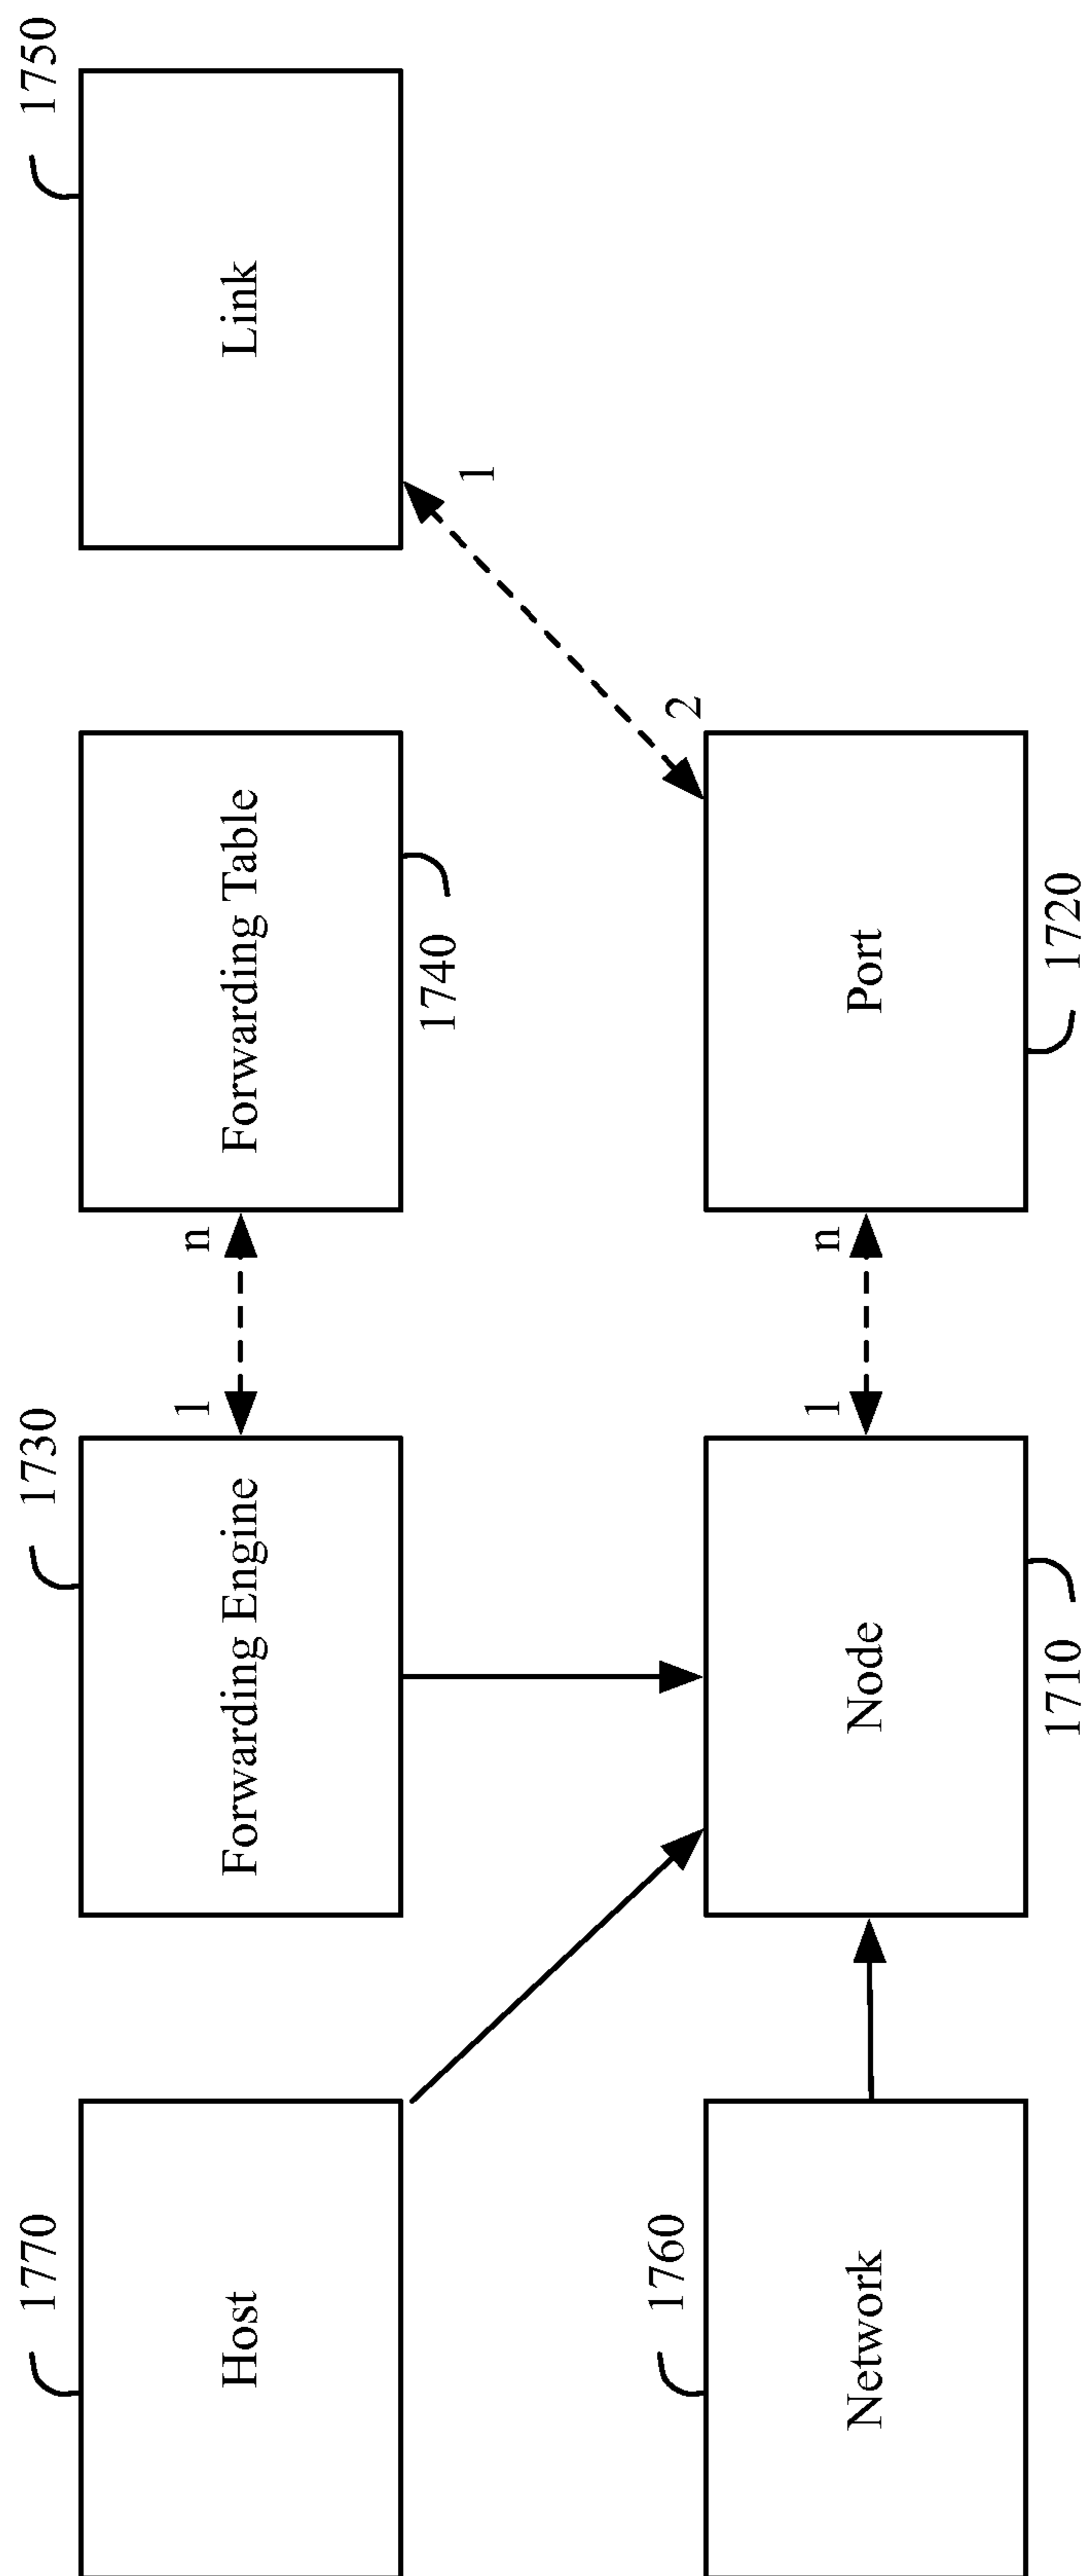 1770
1730
1750
Host
Forwarding Engine
1
n
Forwarding Table
Link
1740
1
1760
2
1
n
Network
Node
Port
1710
1720